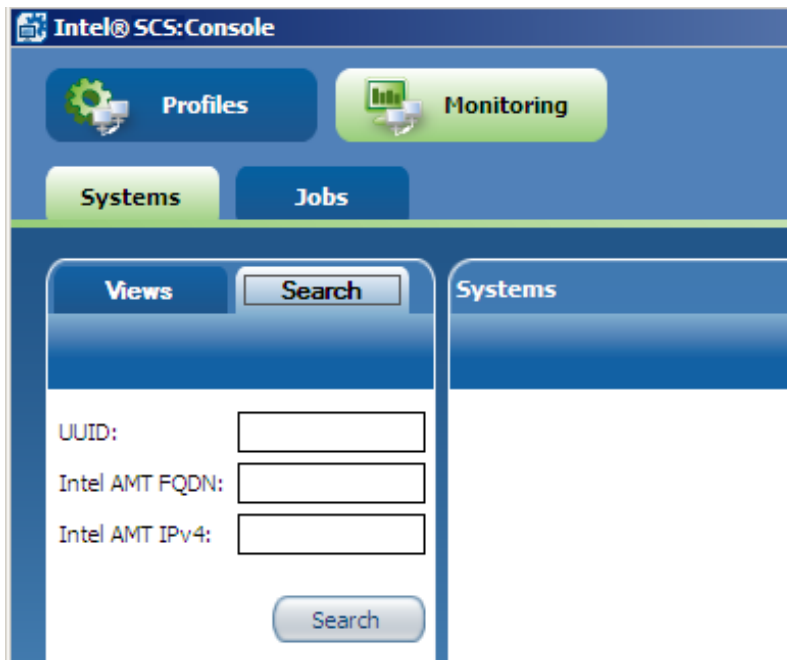 Intel® SCS:Console
Profiles Monitoring
Systems Jobs
Views Search Systems
UUID:
Intel AMT FQDN:
Intel AMT IPv4:
Search